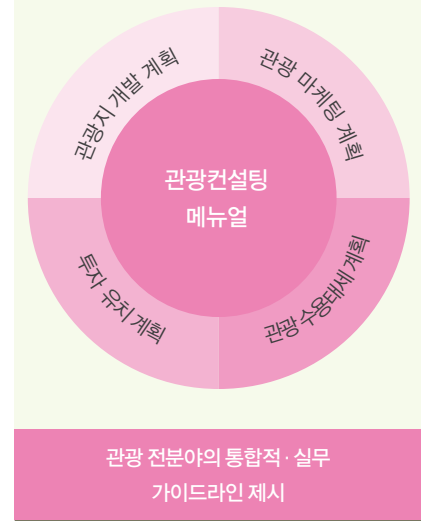 관광지 개발 계획
관광 마케팅 계획
관광컨설팅
메뉴얼
투자 유치 계획
관광 수용태세 계획
관광 전분야의 통합적 · 실무
가이드라인 제시